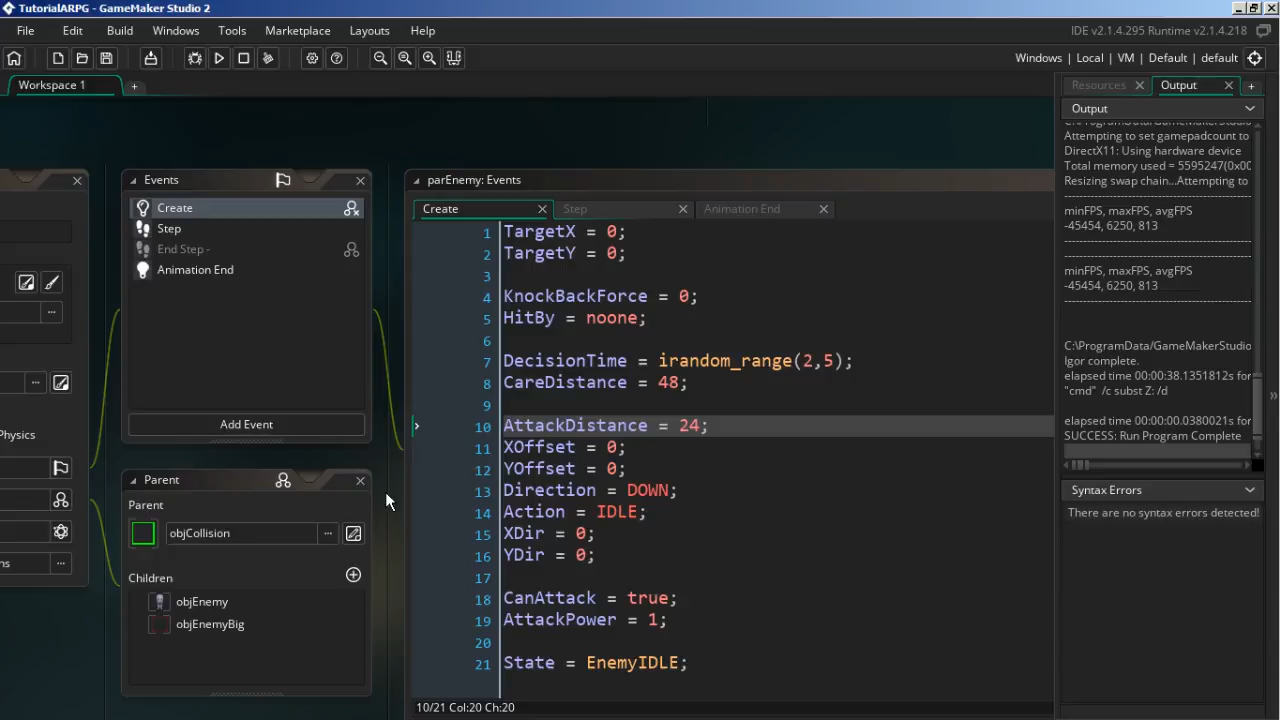 TutorialARPG - GameMaker Studio 2
File Edit Build Windows Tools Marketplace Layouts Help
IDE v2.1.4.295 Runtime v2.1.4.218
Windows | Local | VM | Default | default
Workspace 1
Resources Output
Output
Attempting to set gamepadcount to
DirectX11: Using hardware device
Total memory used = 5595247(0x00
Resizing swap chain...Attempting to
minFPS, maxFPS, avgFPS
-45454, 6250, 813
minFPS, maxFPS, avgFPS
-45454, 6250, 813
C:\ProgramData/GameMakerStudio
Igor complete.
elapsed time 00:00:38.1351812s for
"cmd" /c subst Z: /d
elapsed time 00:00:00.0380021s for
SUCCESS: Run Program Complete
Syntax Errors
There are no syntax errors detected!
Physics
Events
Create
Step
End Step -
Animation End
Add Event
Parent
Parent
objCollision
Children
objEnemy
objEnemyBig
parEnemy: Events
Create Step Animation End
1 TargetX = 0;
2 TargetY = 0;
3
4 KnockBackForce = 0;
5 HitBy = noone;
6
7 DecisionTime = irandom_range(2,5);
8 CareDistance = 48;
9
10 AttackDistance = 24;
11 XOffset = 0;
12 YOffset = 0;
13 Direction = DOWN;
14 Action = IDLE;
15 XDir = 0;
16 YDir = 0;
17
18 CanAttack = true;
19 AttackPower = 1;
20
21 State = EnemyIDLE;
10/21 Col:20 Ch:20